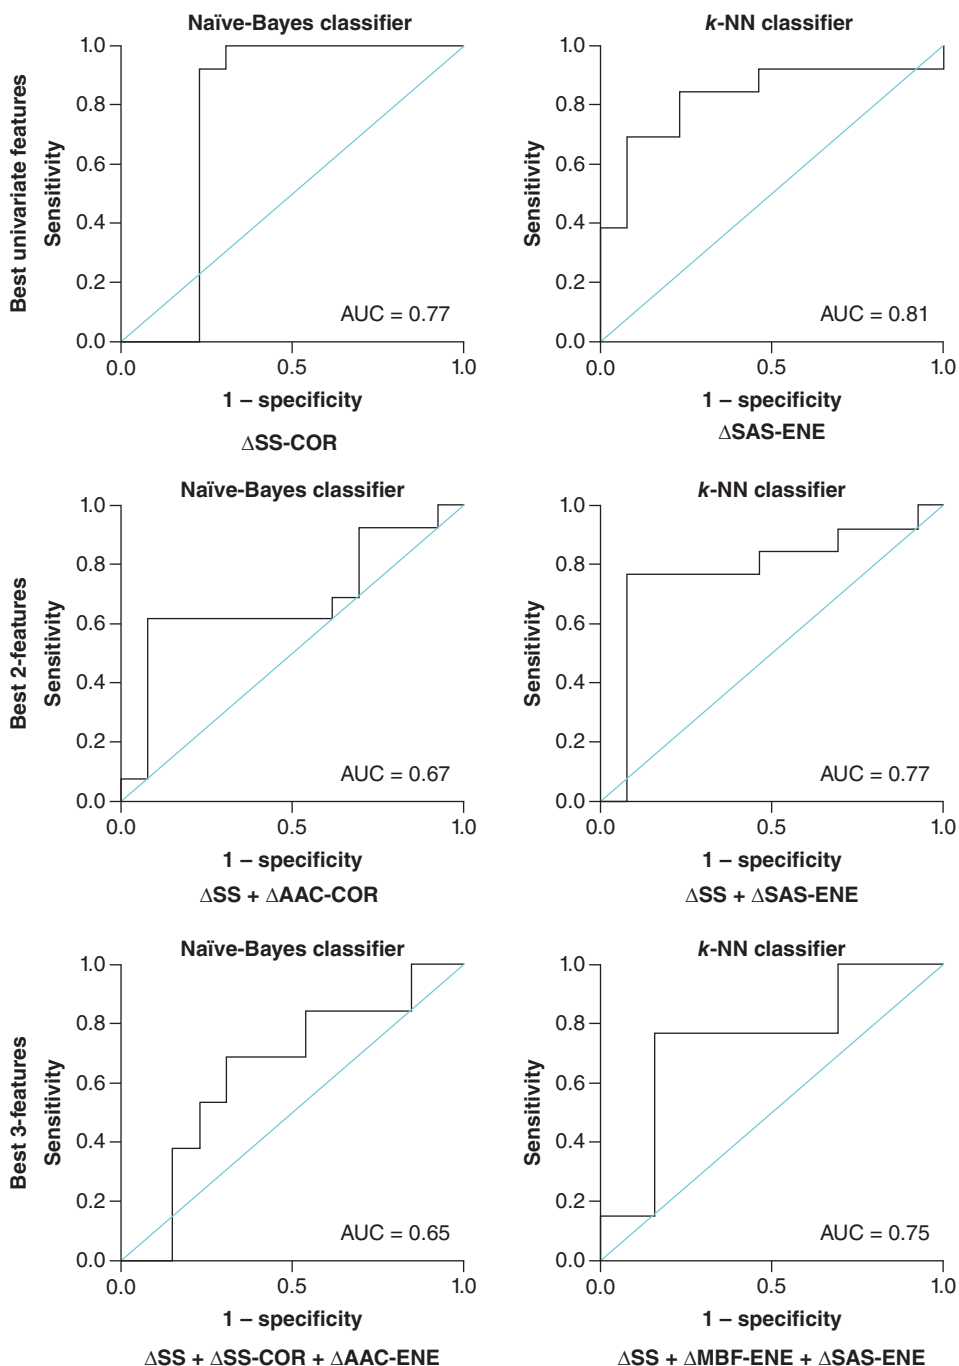 Naïve-Bayes classifier
Best univariate features
Sensitivity
1.0
0.8
0.6
0.4
0.2
0.0
AUC = 0.77
0.0 0.5 1.0
1 – specificity
ΔSS-COR
k-NN classifier
Sensitivity
1.0
0.8
0.6
0.4
0.2
0.0
AUC = 0.81
0.0 0.5 1.0
1 – specificity
ΔSAS-ENE
Naïve-Bayes classifier
Best 2-features
Sensitivity
1.0
0.8
0.6
0.4
0.2
0.0
AUC = 0.67
0.0 0.5 1.0
1 – specificity
ΔSS + ΔAAC-COR
k-NN classifier
Sensitivity
1.0
0.8
0.6
0.4
0.2
0.0
AUC = 0.77
0.0 0.5 1.0
1 – specificity
ΔSS + ΔSAS-ENE
Naïve-Bayes classifier
Best 3-features
Sensitivity
1.0
0.8
0.6
0.4
0.2
0.0
AUC = 0.65
0.0 0.5 1.0
1 – specificity
ΔSS + ΔSS-COR + ΔAAC-ENE
k-NN classifier
Sensitivity
1.0
0.8
0.6
0.4
0.2
0.0
AUC = 0.75
0.0 0.5 1.0
1 – specificity
ΔSS + ΔMBF-ENE + ΔSAS-ENE